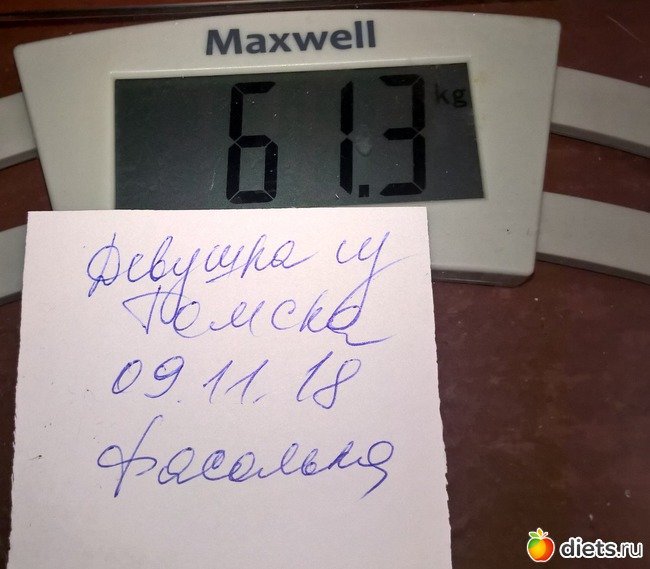 Maxwell
61.3 kg
Девушка из
Томска
09.11.18
Фасолька
diets.ru